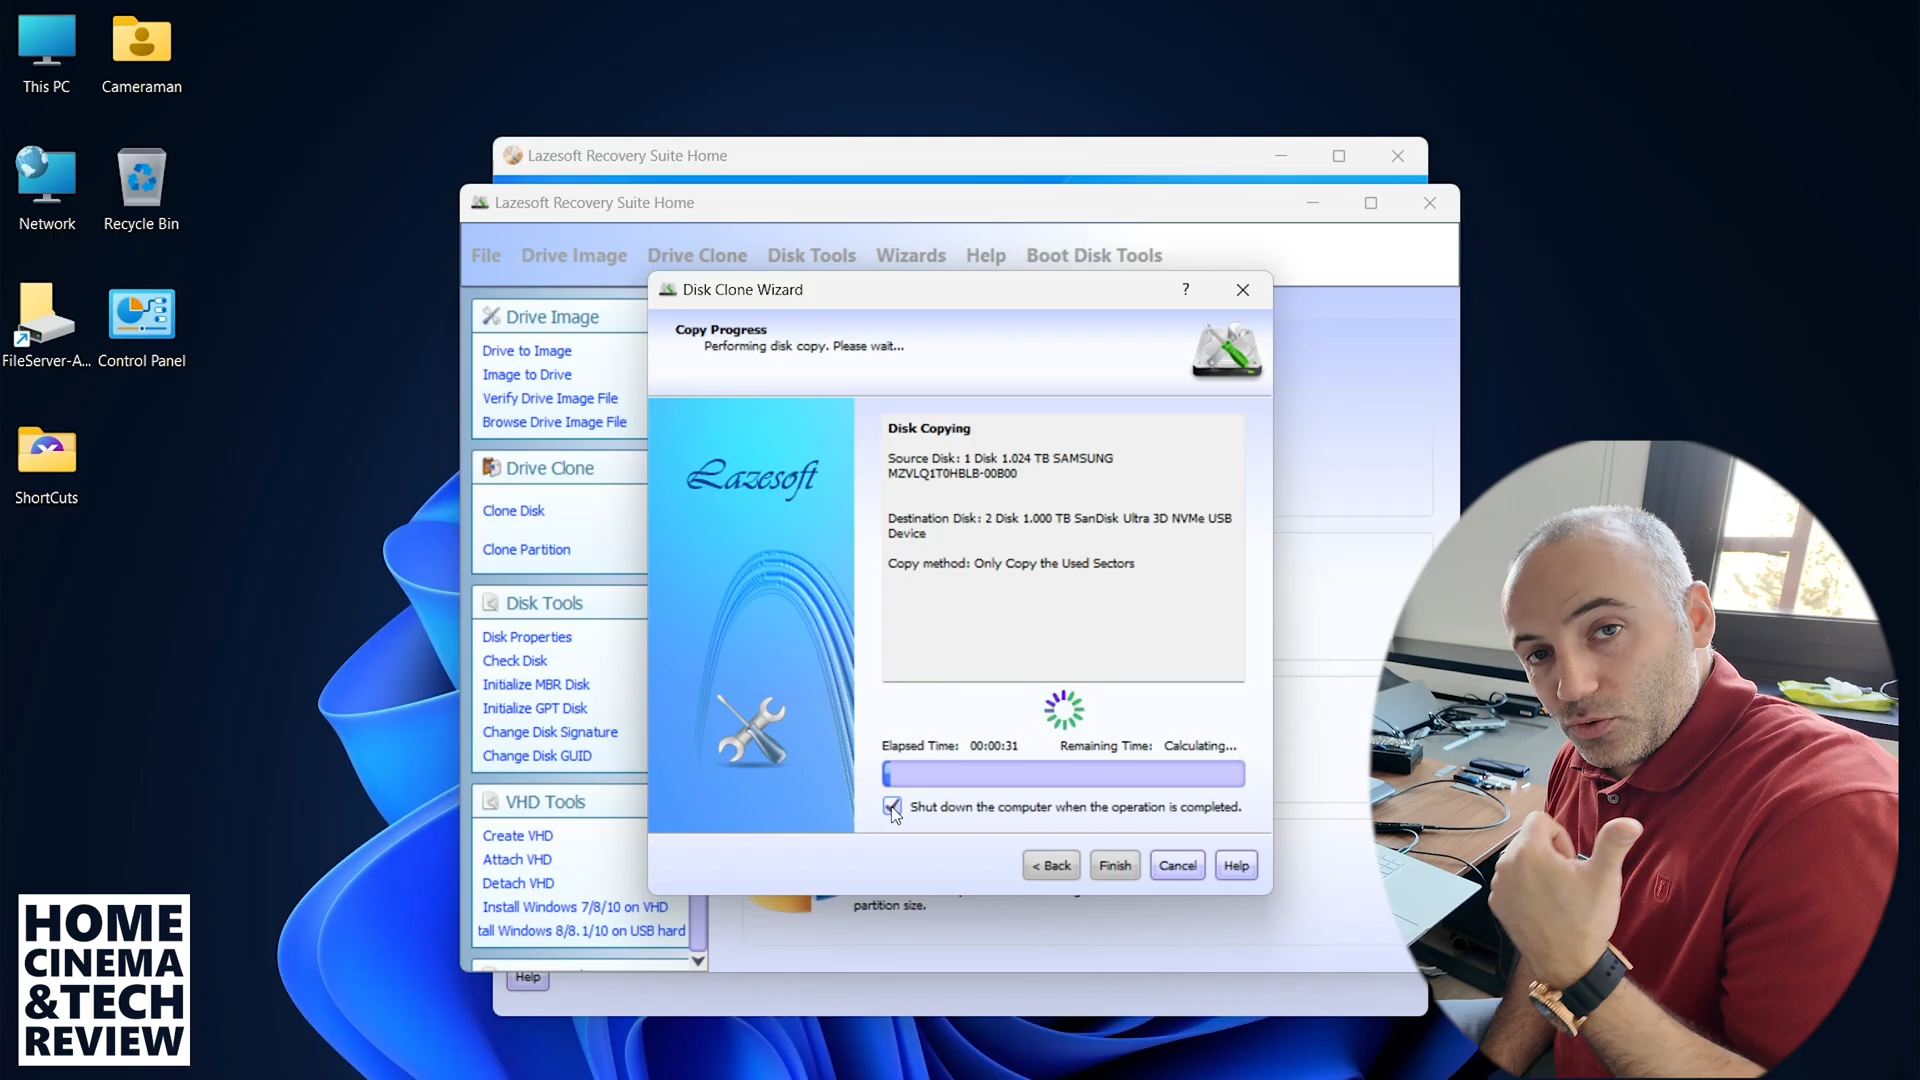 This PC
Cameraman
Network
Recycle Bin
FileServer-A...
Control Panel
ShortCuts
HOME
CINEMA
&TECH
REVIEW
Lazesoft Recovery Suite Home
Lazesoft Recovery Suite Home
File Drive Image Drive Clone Disk Tools Wizards Help Boot Disk Tools
Drive Image
Drive to Image
Image to Drive
Verify Drive Image File
Browse Drive Image File
Drive Clone
Clone Disk
Clone Partition
Disk Tools
Disk Properties
Check Disk
Initialize MBR Disk
Initialize GPT Disk
Change Disk Signature
Change Disk GUID
VHD Tools
Create VHD
Attach VHD
Detach VHD
Install Windows 7/8/10 on VHD
tall Windows 8/8.1/10 on USB hard
Help
Disk Clone Wizard ?
Copy Progress
Performing disk copy. Please wait...
Lazesoft
Disk Copying
Source Disk: 1 Disk 1.024 TB SAMSUNG
MZVLQ1T0HBLB-00B00
Destination Disk: 2 Disk 1.000 TB SanDisk Ultra 3D NVMe USB
Device
Copy method: Only Copy the Used Sectors
Elapsed Time: 00:00:31 Remaining Time: Calculating...
Shut down the computer when the operation is completed.
< Back Finish Cancel Help
partition size.